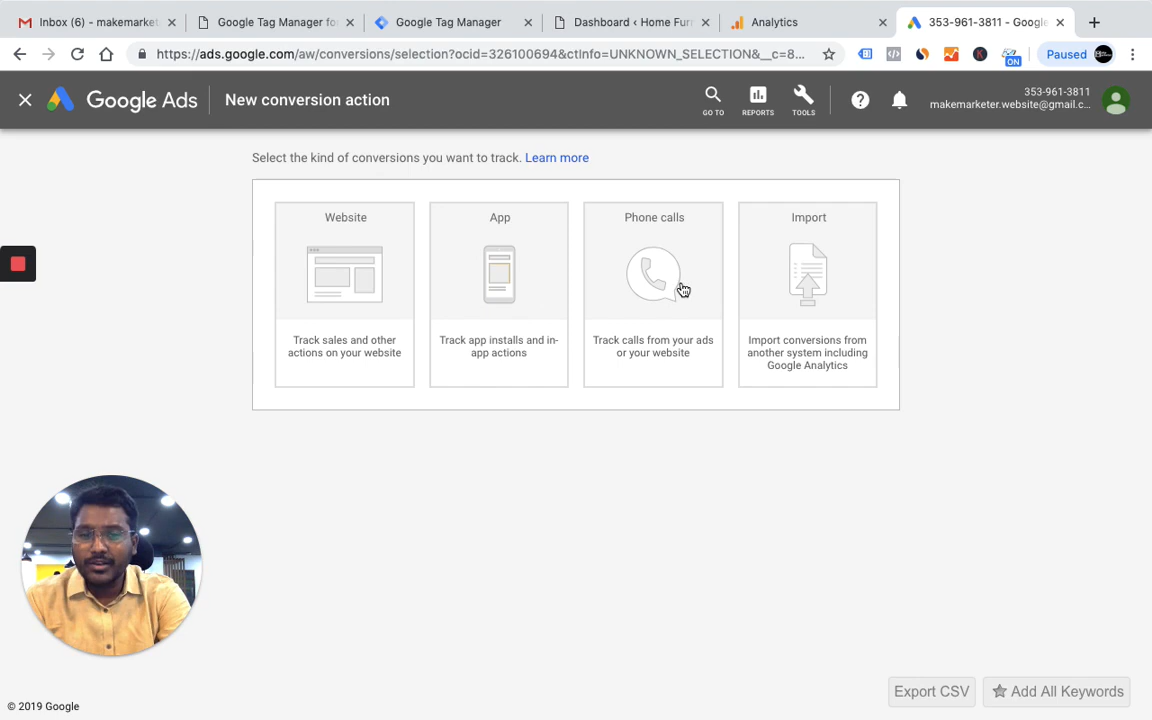 Inbox (6) - makemarket
Google Tag Manager fo
Google Tag Manager
Dashboard ‹ Home Furn
Analytics
353-961-3811 - Google
https://ads.google.com/aw/conversions/selection?ocid=326100694&ctInfo=UNKNOWN_SELECTION&__c=8...
ON
Paused
Google Ads
New conversion action
GO TO
REPORTS
TOOLS
353-961-3811
makemarketer.website@gmail.c...
Select the kind of conversions you want to track. Learn more
Website
App
Phone calls
Import
Track sales and other
actions on your website
Track app installs and in-
app actions
Track calls from your ads
or your website
Import conversions from
another system including
Google Analytics
Export CSV
Add All Keywords
© 2019 Google